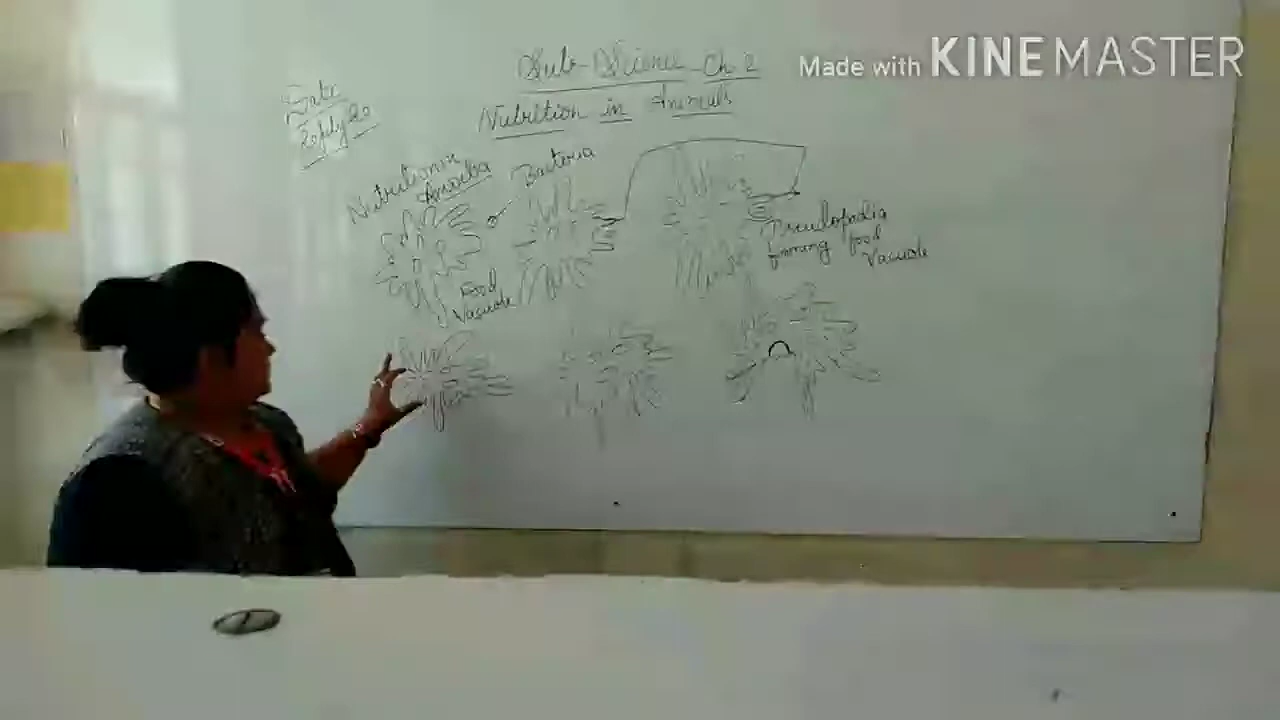 Made with KINEMASTER
Sub- Science Ch 2
Date
Nutrition in Animals
Nutrition in
Amoeba
Bacteria
Pseudopodia
forming food
Vacuole
Food
Vacuole
1